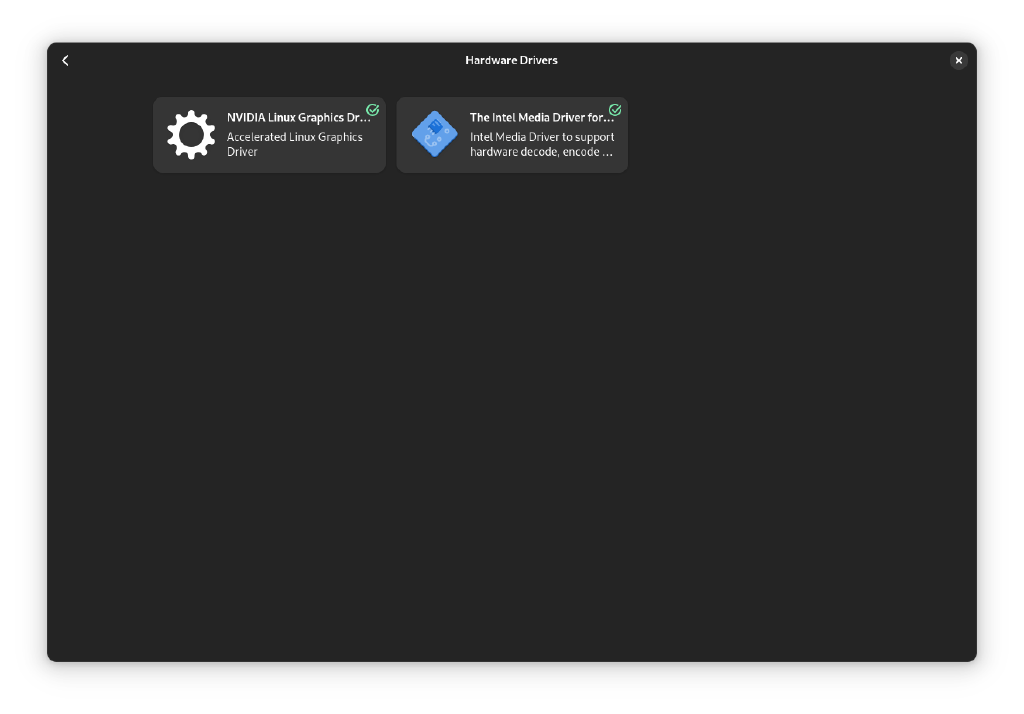 Hardware Drivers
NVIDIA Linux Graphics Dr...
Accelerated Linux Graphics
Driver
The Intel Media Driver for...
Intel Media Driver to support
hardware decode, encode ...